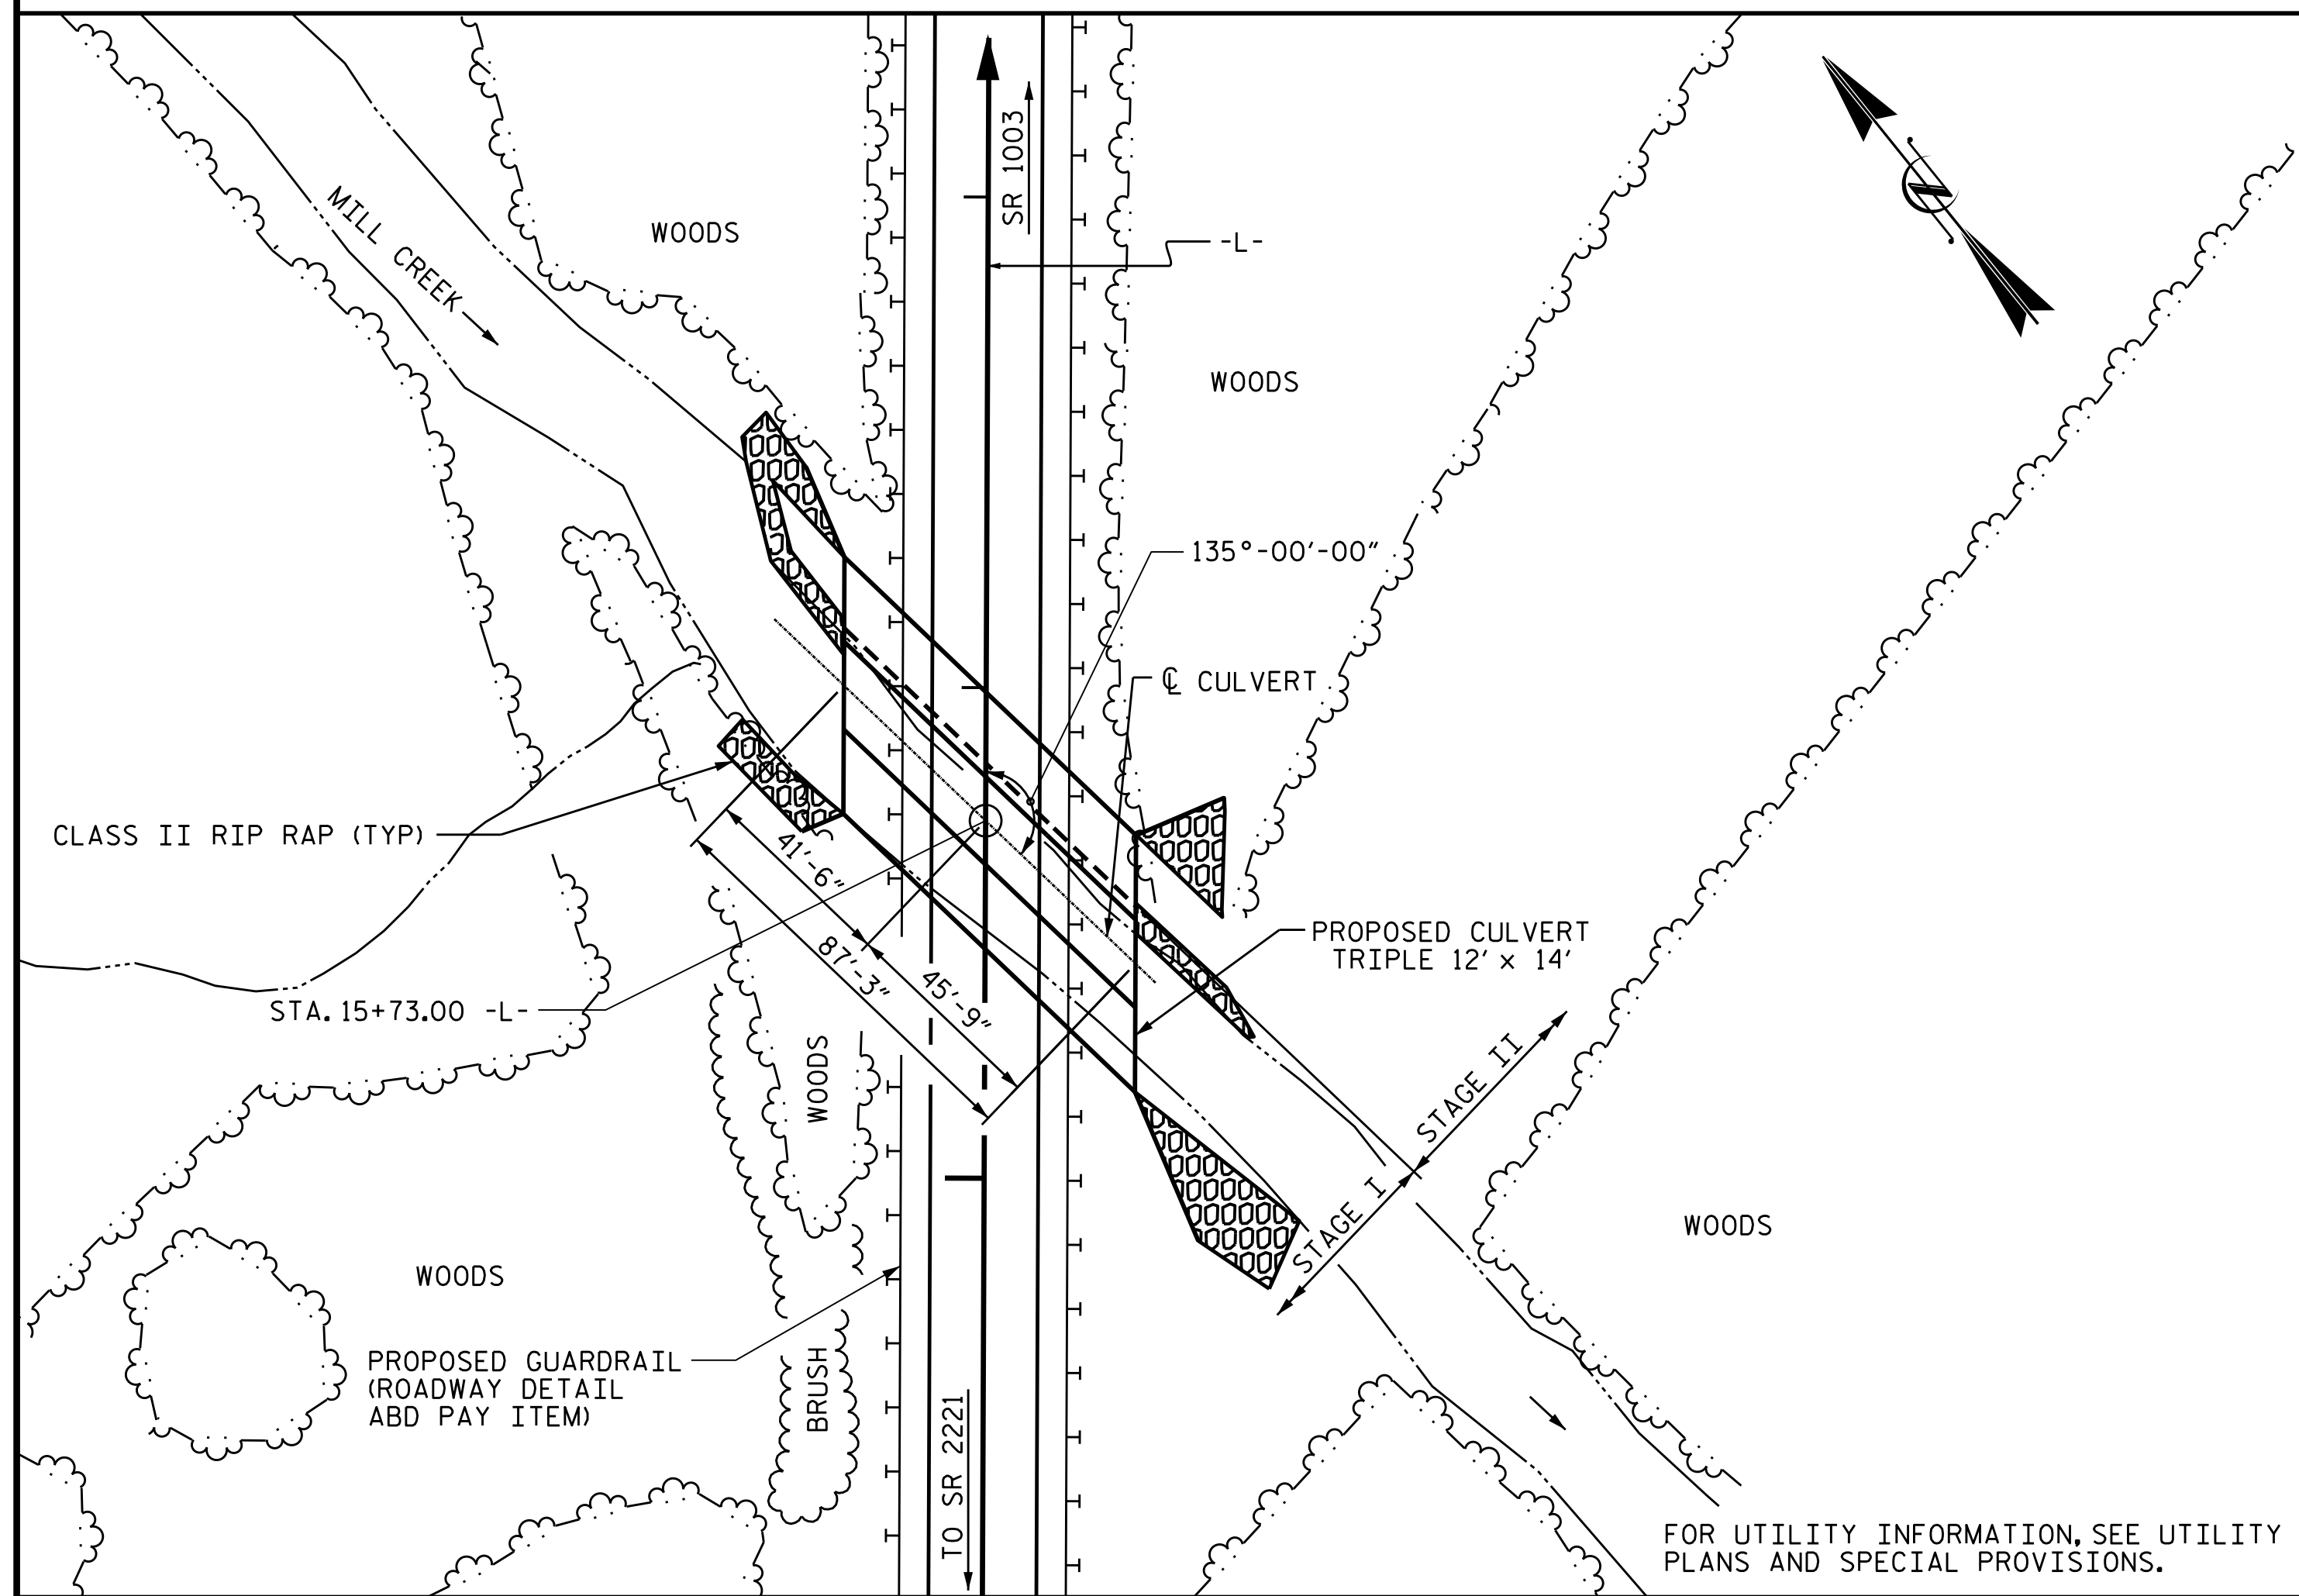 SR 1003
MILL CREEK
WOODS
-L-
N
WOODS
135°-00'-00"
℄ CULVERT
CLASS II RIP RAP (TYP)
41'-6"
87'-3"
45'-9"
PROPOSED CULVERT
TRIPLE 12' x 14'
STA. 15+73.00 -L-
WOODS
STAGE II
STAGE I
WOODS
WOODS
PROPOSED GUARDRAIL
(ROADWAY DETAIL
ABD PAY ITEM)
BRUSH
TO SR 2221
FOR UTILITY INFORMATION, SEE UTILITY
PLANS AND SPECIAL PROVISIONS.